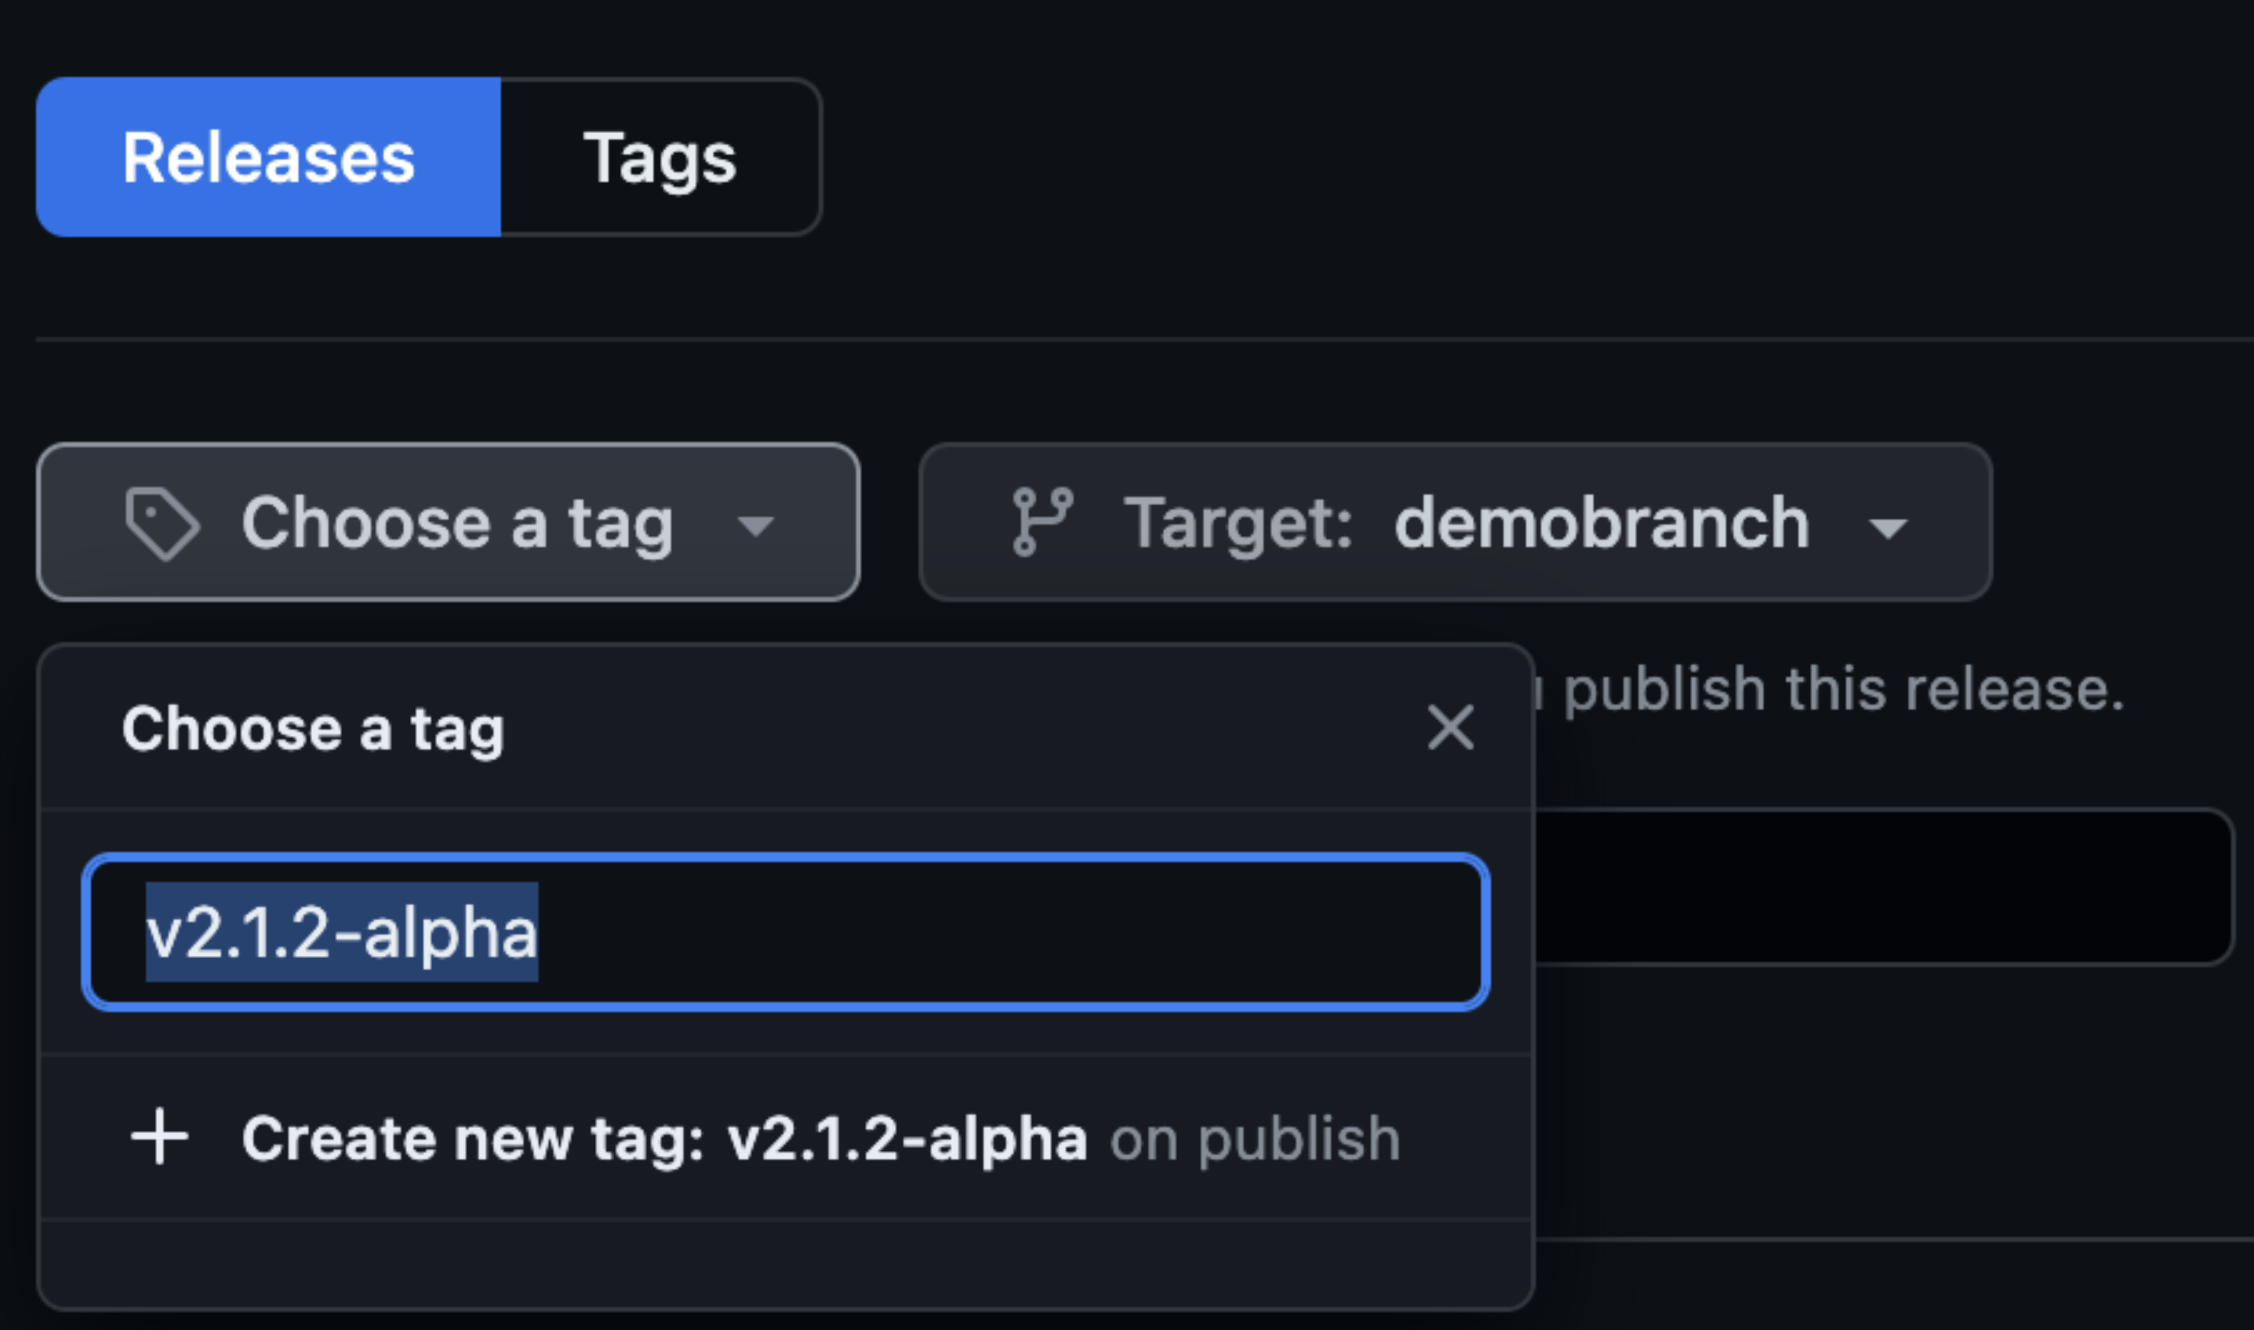 Releases Tags
Choose a tag Target: demobranch
Choose a tag
publish this release.
v2.1.2-alpha
Create new tag: v2.1.2-alpha on publish